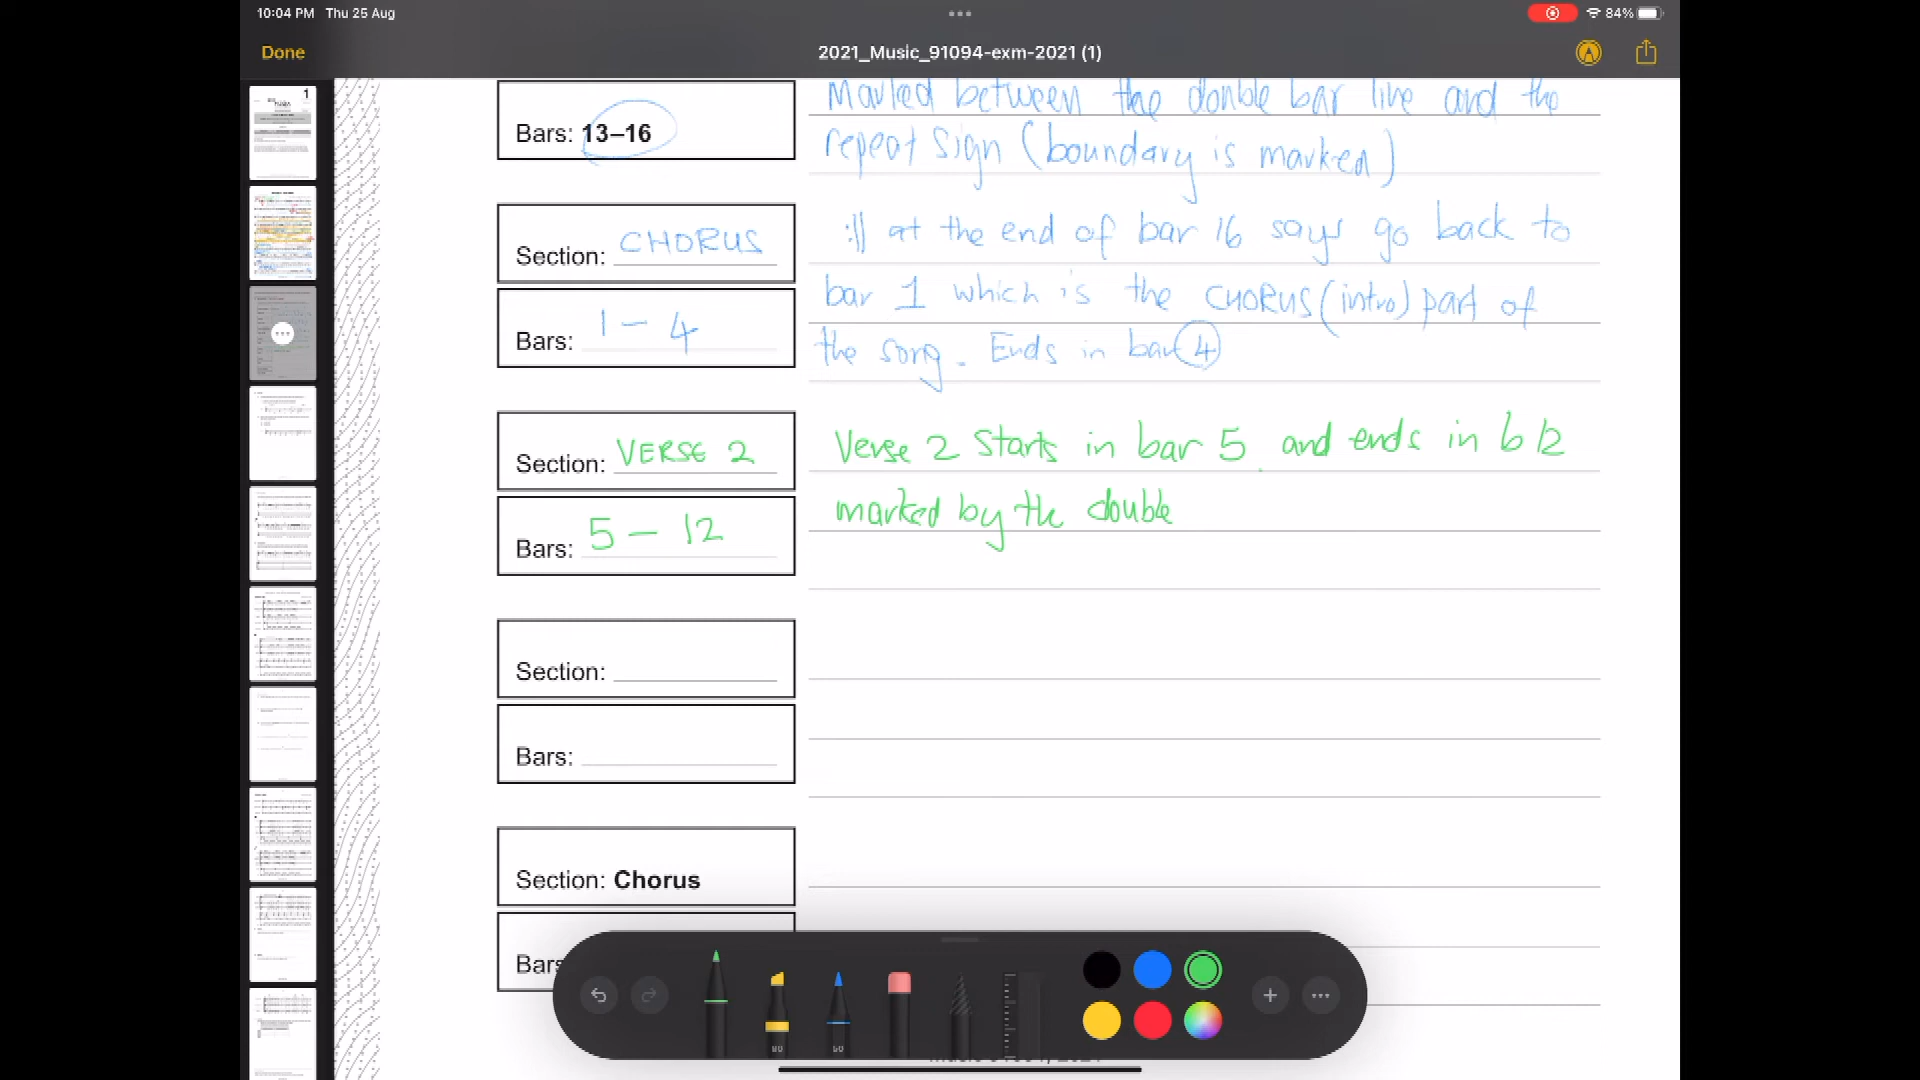 10:04 PM Thu 25 Aug
84%
Done
2021_Music_91094-exm-2021 (1)
1
Marked between the double bar line and the
Bars: 13–16
repeat sign (boundary is marked)
Section: CHORUS
:|| at the end of bar 16 says go back to
bar 1 which is the CHORUS (intro) part of
Bars: 1 – 4
the song. Ends in bar 4
Section: VERSE 2
Verse 2 Starts in bar 5 and ends in b 12
Bars: 5 – 12
marked by the double
Section:
Bars:
Section: Chorus
Bars
80
50